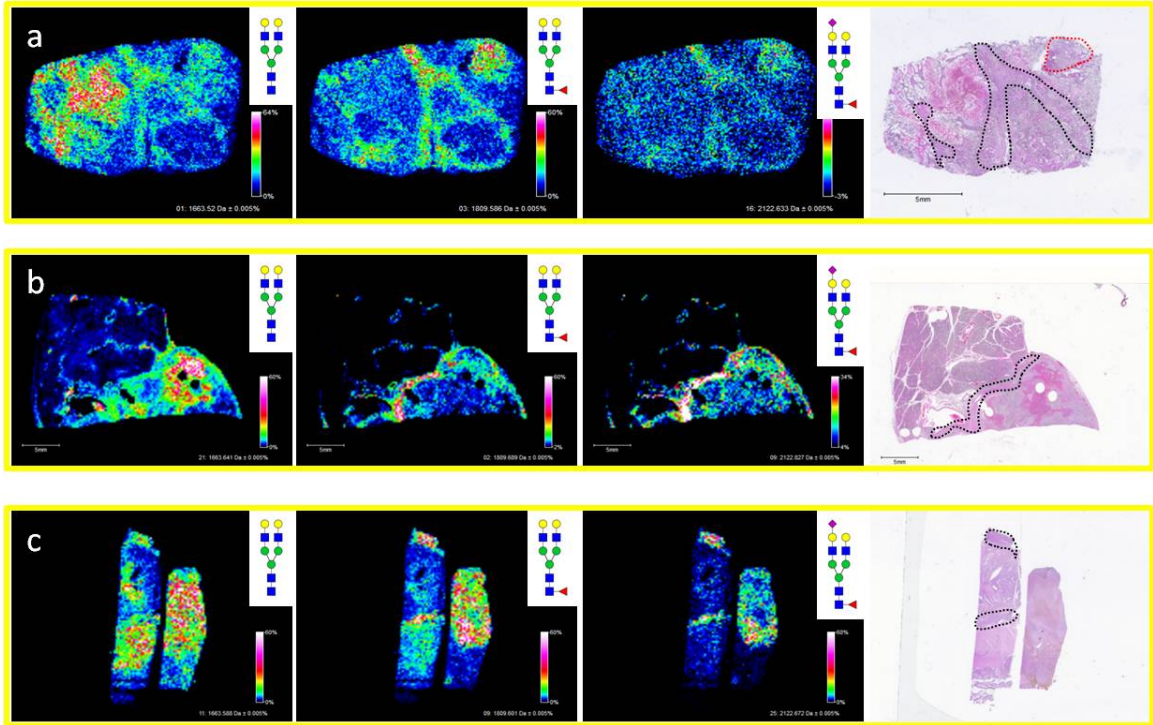 a
64%
0%
01: 1663.52 Da ± 0.005%
60%
0%
03: 1809.586 Da ± 0.005%
-3%
16: 2122.633 Da ± 0.005%
5mm
b
60%
0%
5mm
21: 1663.641 Da ± 0.005%
60%
2%
5mm
02: 1809.689 Da ± 0.005%
34%
4%
5mm
09: 2122.827 Da ± 0.005%
5mm
c
60%
0%
11: 1663.588 Da ± 0.005%
60%
0%
09: 1809.601 Da ± 0.005%
60%
0%
25: 2122.672 Da ± 0.005%